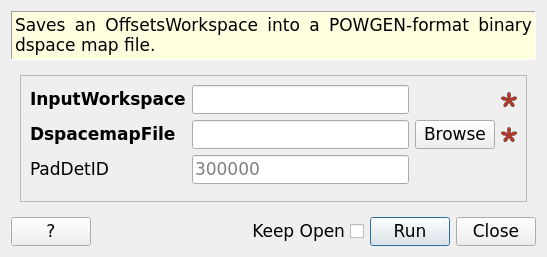 Saves an OffsetsWorkspace into a POWGEN-format binary
dspace map file.
InputWorkspace
DspacemapFile Browse
PadDetID 300000
? Keep Open Run Close